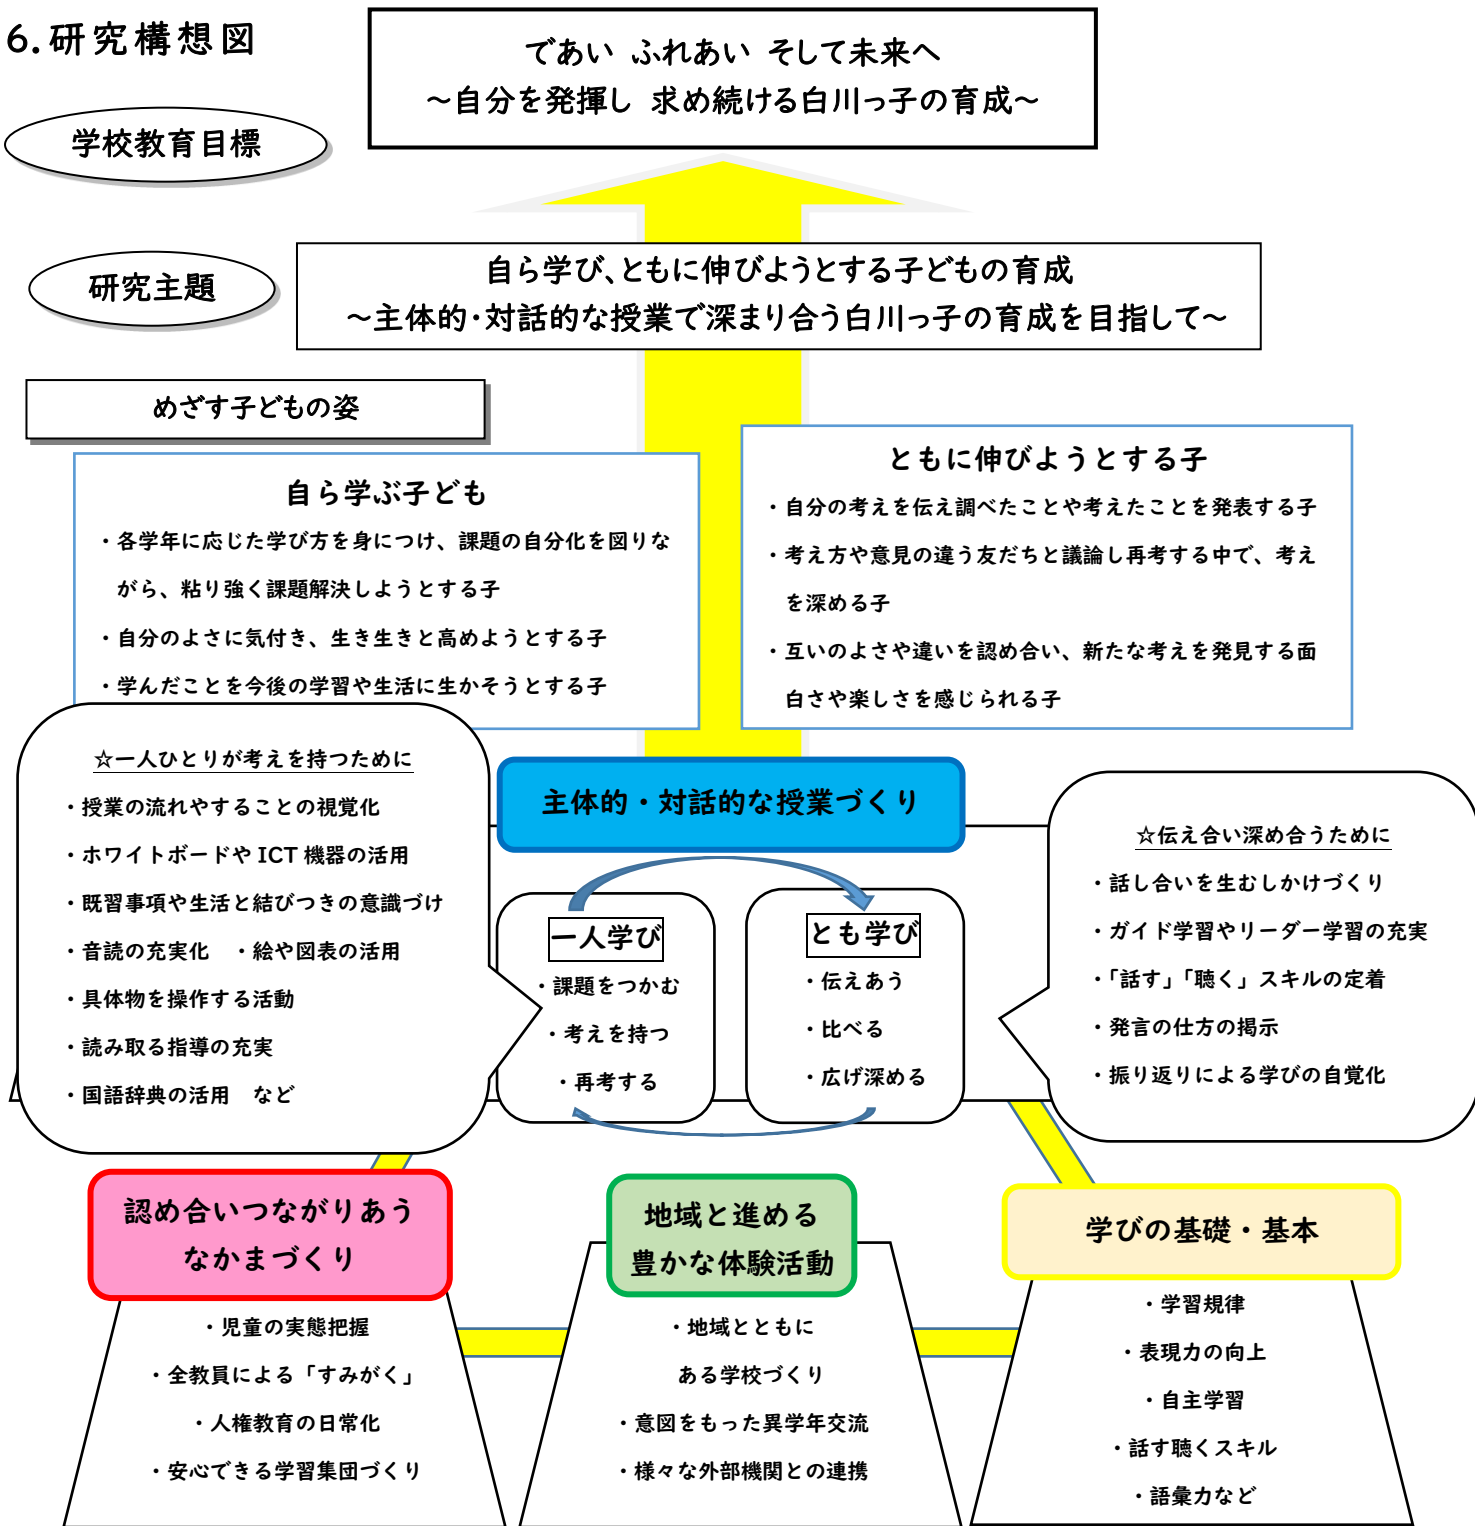 6.研究構想図
であい ふれあい そして未来へ
～自分を発揮し 求め続ける白川っ子の育成～
学校教育目標
研究主題
自ら学び、ともに伸びようとする子どもの育成
～主体的・対話的な授業で深まり合う白川っ子の育成を目指して～
めざす子どもの姿
自ら学ぶ子ども
・各学年に応じた学び方を身につけ、課題の自分化を図りな
がら、粘り強く課題解決しようとする子
・自分のよさに気付き、生き生きと高めようとする子
・学んだことを今後の学習や生活に生かそうとする子
ともに伸びようとする子
・自分の考えを伝え調べたことや考えたことを発表する子
・考え方や意見の違う友だちと議論し再考する中で、考え
を深める子
・互いのよさや違いを認め合い、新たな考えを発見する面
白さや楽しさを感じられる子
☆一人ひとりが考えを持つために
・授業の流れやすることの視覚化
・ホワイトボードや ICT 機器の活用
・既習事項や生活と結びつきの意識づけ
・音読の充実化　・絵や図表の活用
・具体物を操作する活動
・読み取る指導の充実
・国語辞典の活用　など
主体的・対話的な授業づくり
一人学び
・課題をつかむ
・考えを持つ
・再考する
とも学び
・伝えあう
・比べる
・広げ深める
☆伝え合い深め合うために
・話し合いを生むしかけづくり
・ガイド学習やリーダー学習の充実
・「話す」「聴く」スキルの定着
・発言の仕方の掲示
・振り返りによる学びの自覚化
認め合いつながりあう
なかまづくり
・児童の実態把握
・全教員による「すみがく」
・人権教育の日常化
・安心できる学習集団づくり
地域と進める
豊かな体験活動
・地域とともに
ある学校づくり
・意図をもった異学年交流
・様々な外部機関との連携
学びの基礎・基本
・学習規律
・表現力の向上
・自主学習
・話す聴くスキル
・語彙力など